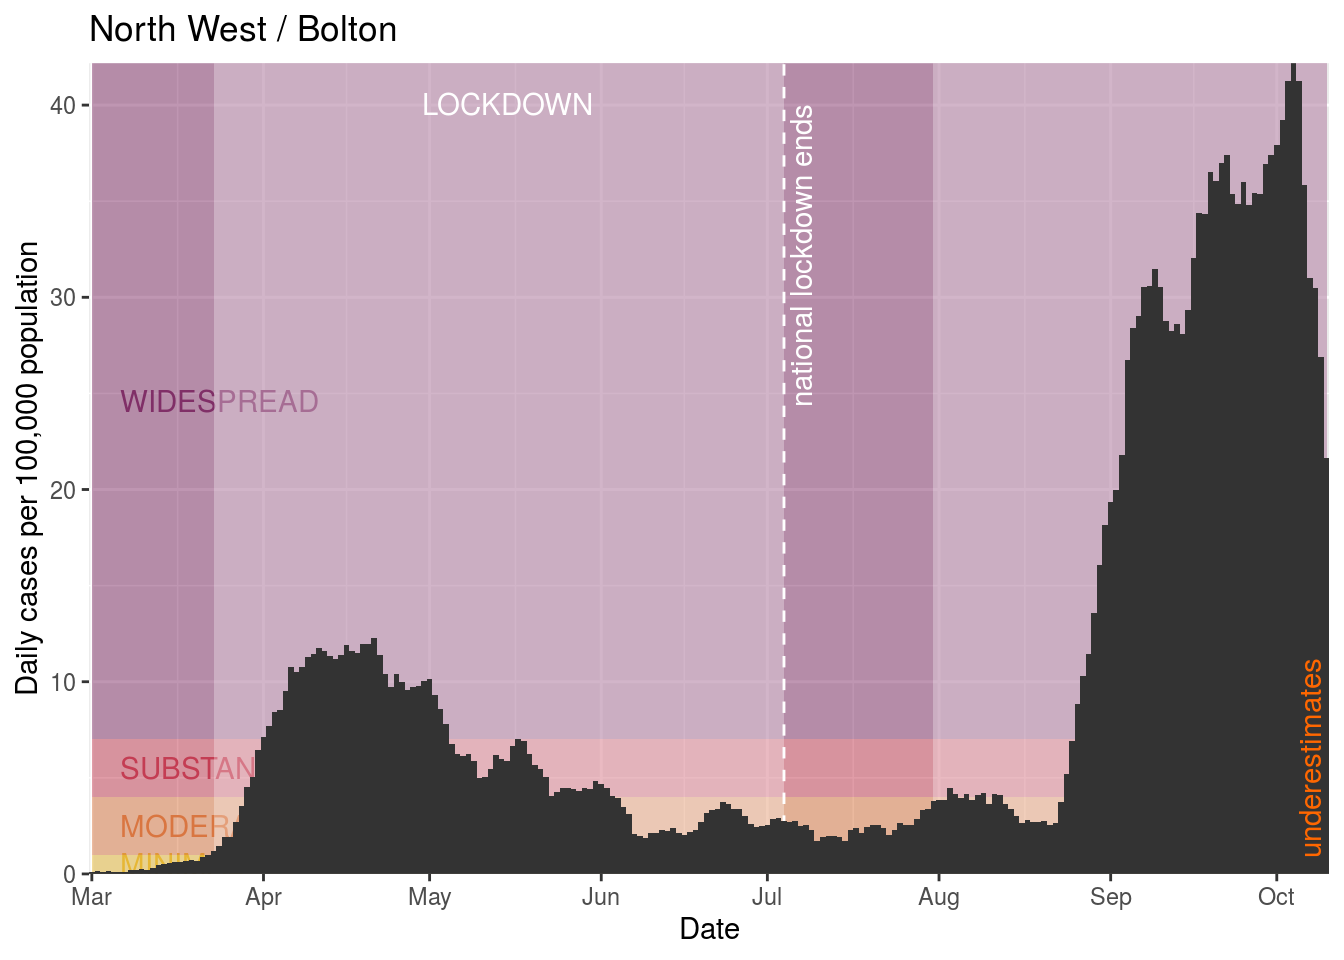 North West / Bolton
Daily cases per 100,000 population
40
30
20
10
0
LOCKDOWN
national lockdown ends
WIDESPREAD
SUBSTAN
MODER
MINIM
underestimates
Mar Apr May Jun Jul Aug Sep Oct
Date